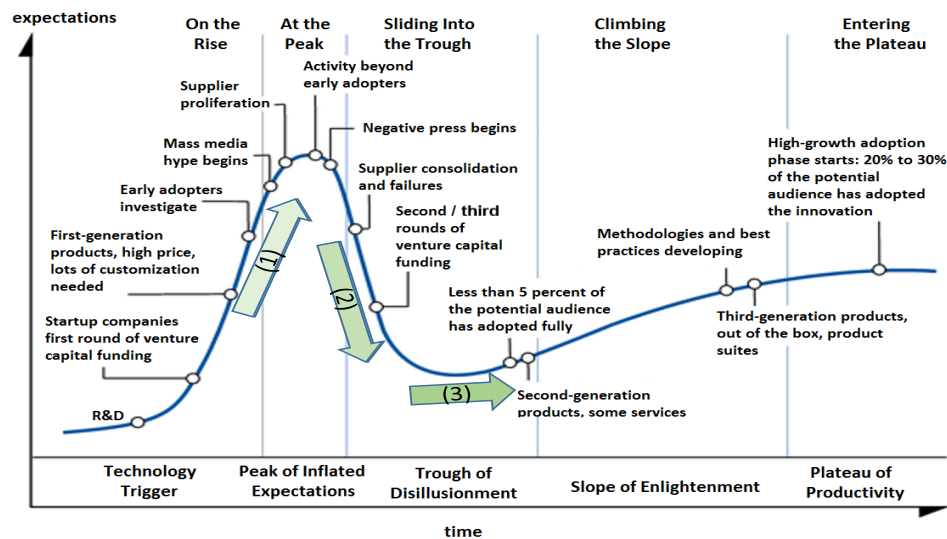 expectations
On the
Rise
At the
Peak
Sliding Into
the Trough
Climbing
the Slope
Entering
the Plateau
Activity beyond
early adopters
Supplier
proliferation
Negative press begins
Mass media
hype begins
Supplier consolidation
and failures
Early adopters
investigate
Second / third
rounds of
venture capital
funding
First-generation
products, high price,
lots of customization
needed
Less than 5 percent of
the potential audience
has adopted fully
Startup companies
first round of venture
capital funding
R&D
(1)
(2)
(3)
Second-generation
products, some services
Methodologies and best
practices developing
Third-generation products,
out of the box, product
suites
High-growth adoption
phase starts: 20% to 30%
of the potential
audience has adopted
the innovation
Technology
Trigger
Peak of Inflated
Expectations
Trough of
Disillusionment
Slope of Enlightenment
Plateau of
Productivity
time